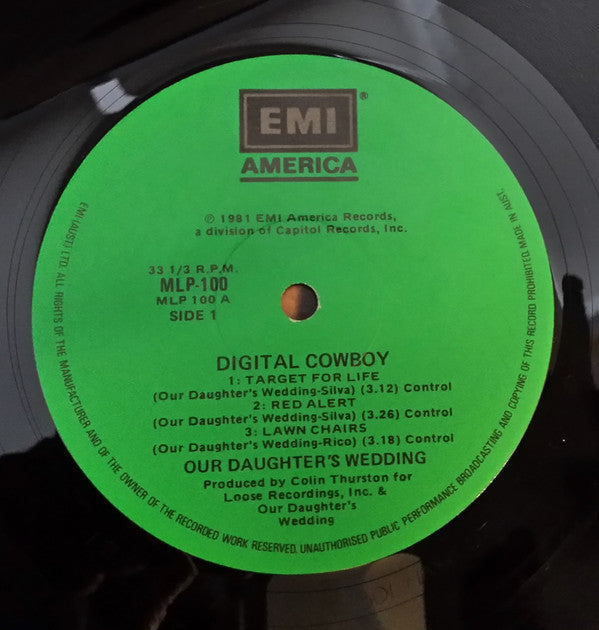 EMI
®
AMERICA
℗ 1981 EMI America Records,
a division of Capitol Records, Inc.
33 1/3 R.P.M.
MLP-100
MLP 100 A
SIDE 1
DIGITAL COWBOY
1: TARGET FOR LIFE
(Our Daughter's Wedding-Silva) (3.12) Control
2: RED ALERT
(Our Daughter's Wedding-Silva) (3.26) Control
3: LAWN CHAIRS
(Our Daughter's Wedding-Rico) (3.18) Control
OUR DAUGHTER'S WEDDING
Produced by Colin Thurston for
Loose Recordings, Inc. &
Our Daughter's
Wedding
EMI (AUST) LTD. ALL RIGHTS OF THE MANUFACTURER AND OF THE OWNER OF THE RECORDED WORK RESERVED. UNAUTHORISED PUBLIC PERFORMANCE BROADCASTING AND COPYING OF THIS RECORD PROHIBITED. MADE IN AUST.